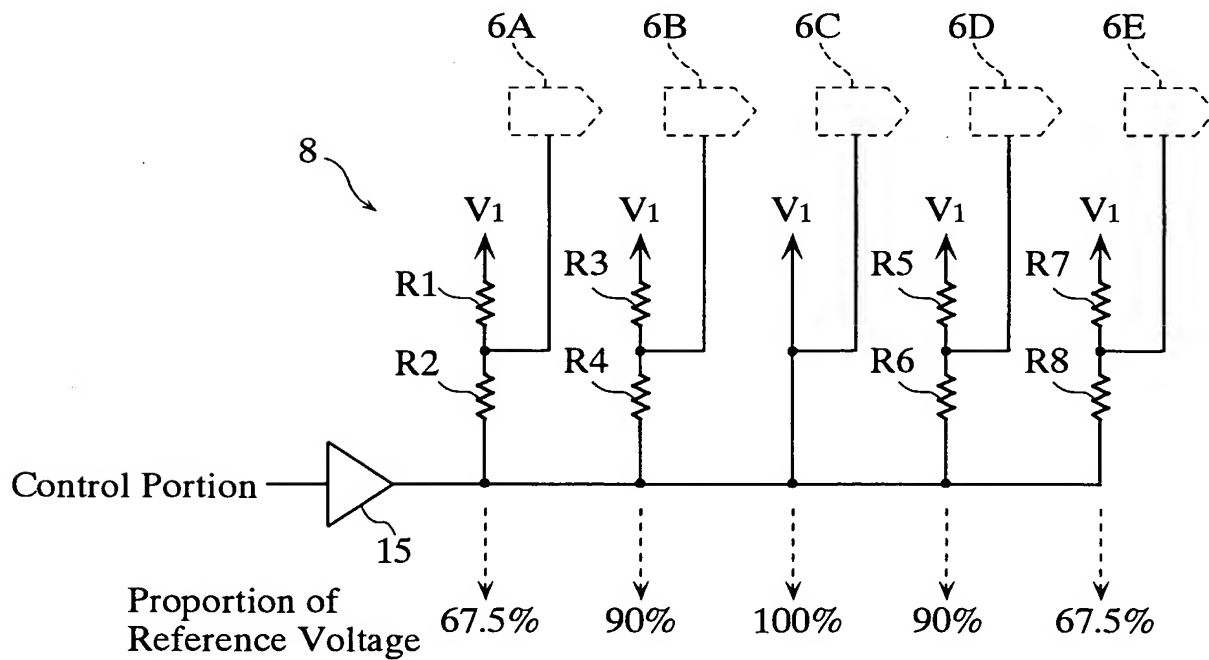 6A 6B 6C 6D 6E
8
V1 V1 V1 V1 V1
R1 R3 R5 R7
R2 R4 R6 R8
Control Portion
15
Proportion of
Reference Voltage
67.5% 90% 100% 90% 67.5%